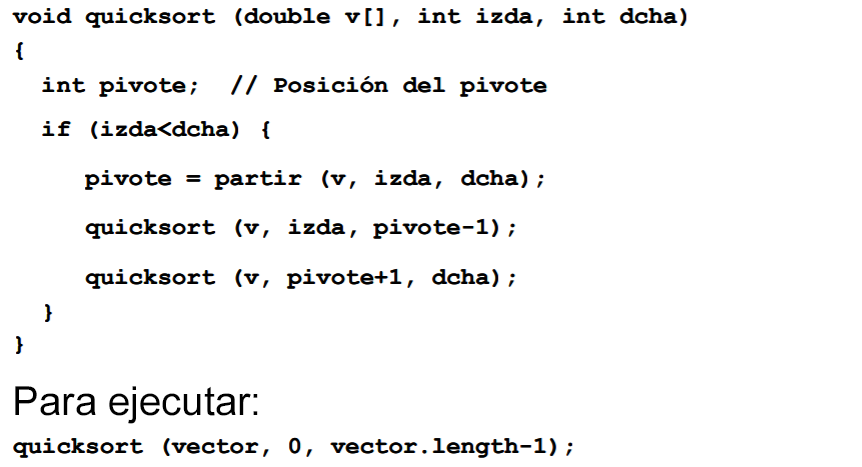 void quicksort (double v[], int izda, int dcha)
{
int pivote; // Posición del pivote
if (izda<dcha) {
pivote = partir (v, izda, dcha);
quicksort (v, izda, pivote-1);
quicksort (v, pivote+1, dcha);
}
}
Para ejecutar:
quicksort (vector, 0, vector.length-1);